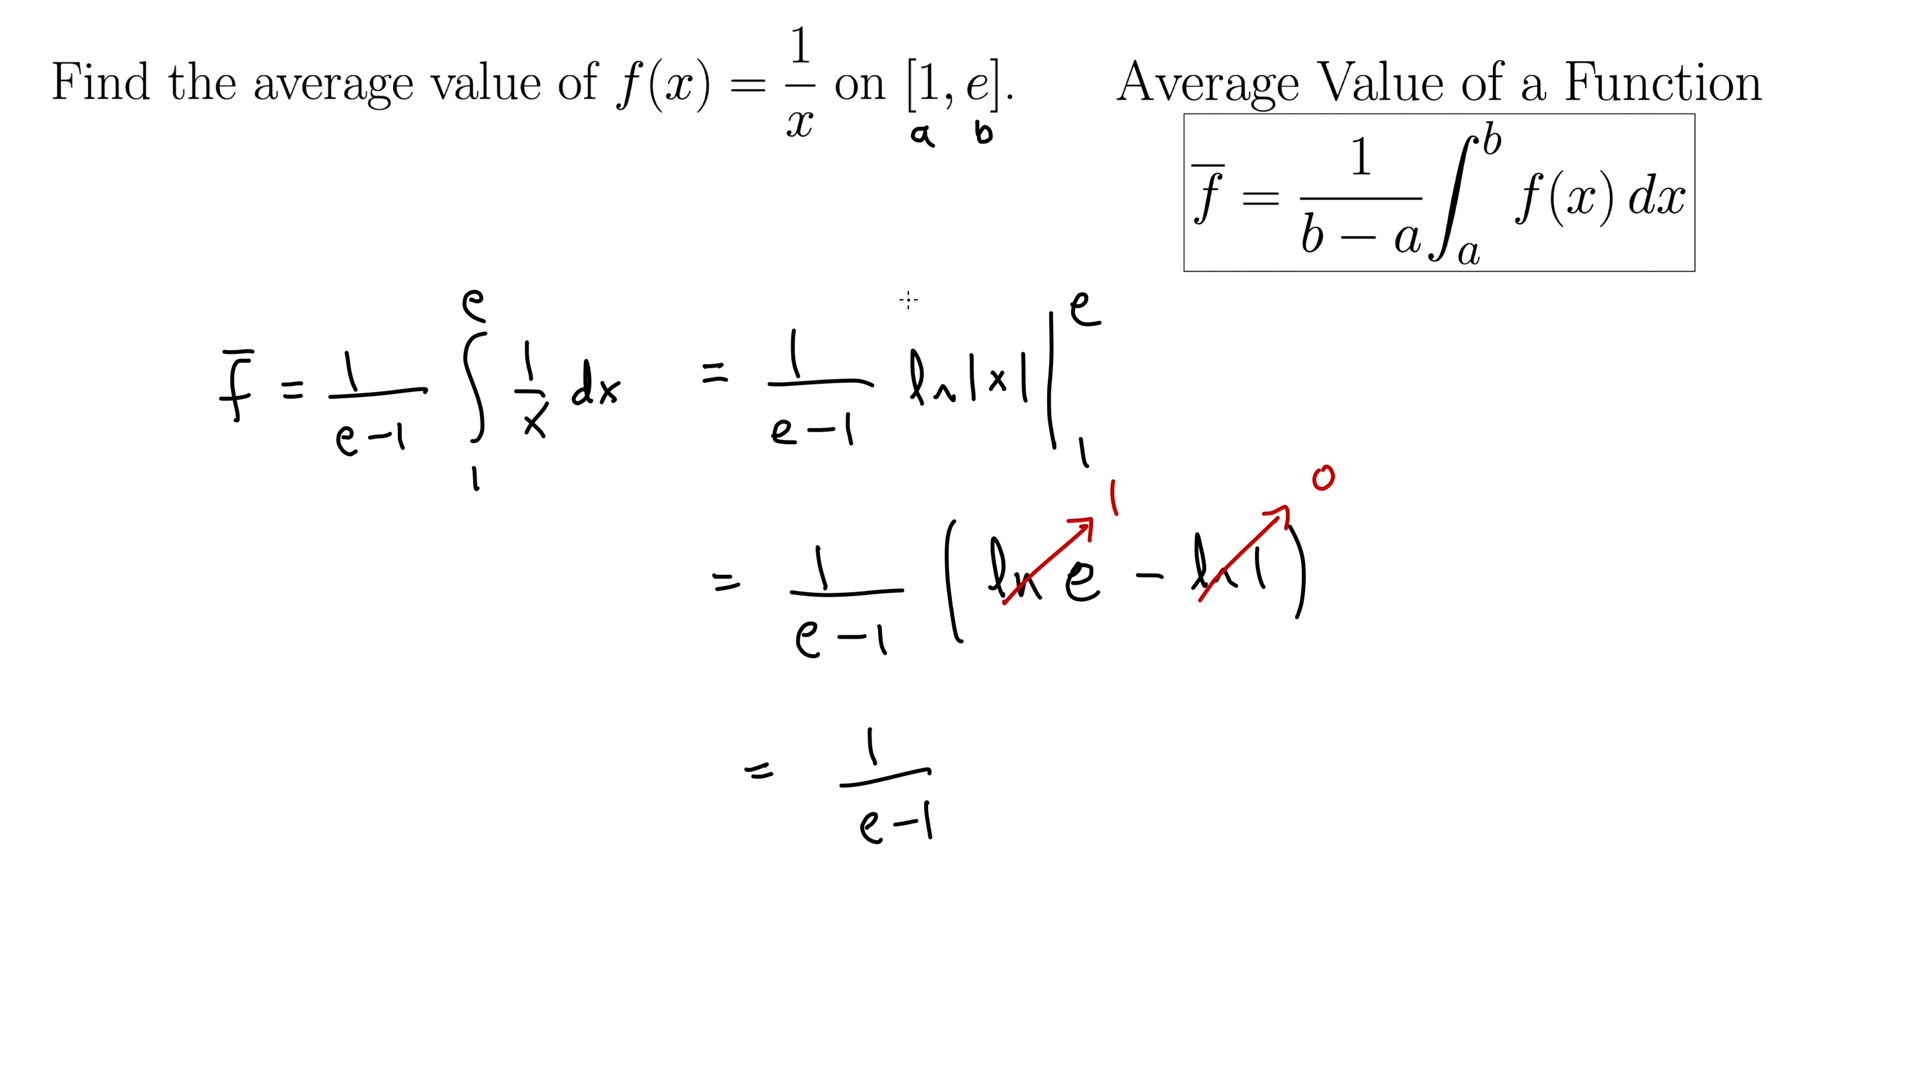 Find the average value of f(x) = 1/x on [1, e].
a b
Average Value of a Function
f̅ = 1/(b − a) ∫_a^b f(x) dx
f̅ = 1/(e−1) ∫_1^e 1/x dx = 1/(e−1) ln|x| |_1^e
1 0
= 1/(e−1) (ln e − ln 1)
= 1/(e−1)